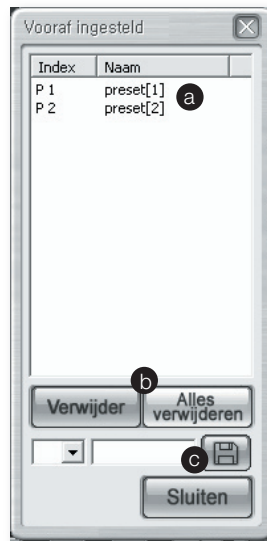 Vooraf ingesteld
Index Naam
P 1 preset[1] a
P 2 preset[2]
b
Verwijder Alles verwijderen
c
Sluiten